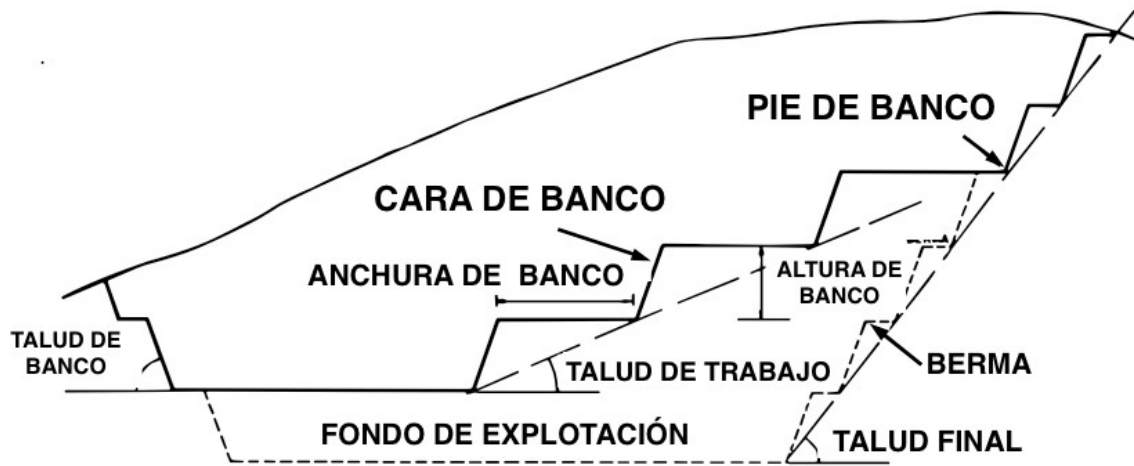 PIE DE BANCO
CARA DE BANCO
ANCHURA DE BANCO
ALTURA DE
BANCO
TALUD DE
BANCO
TALUD DE TRABAJO
BERMA
FONDO DE EXPLOTACIÓN
TALUD FINAL